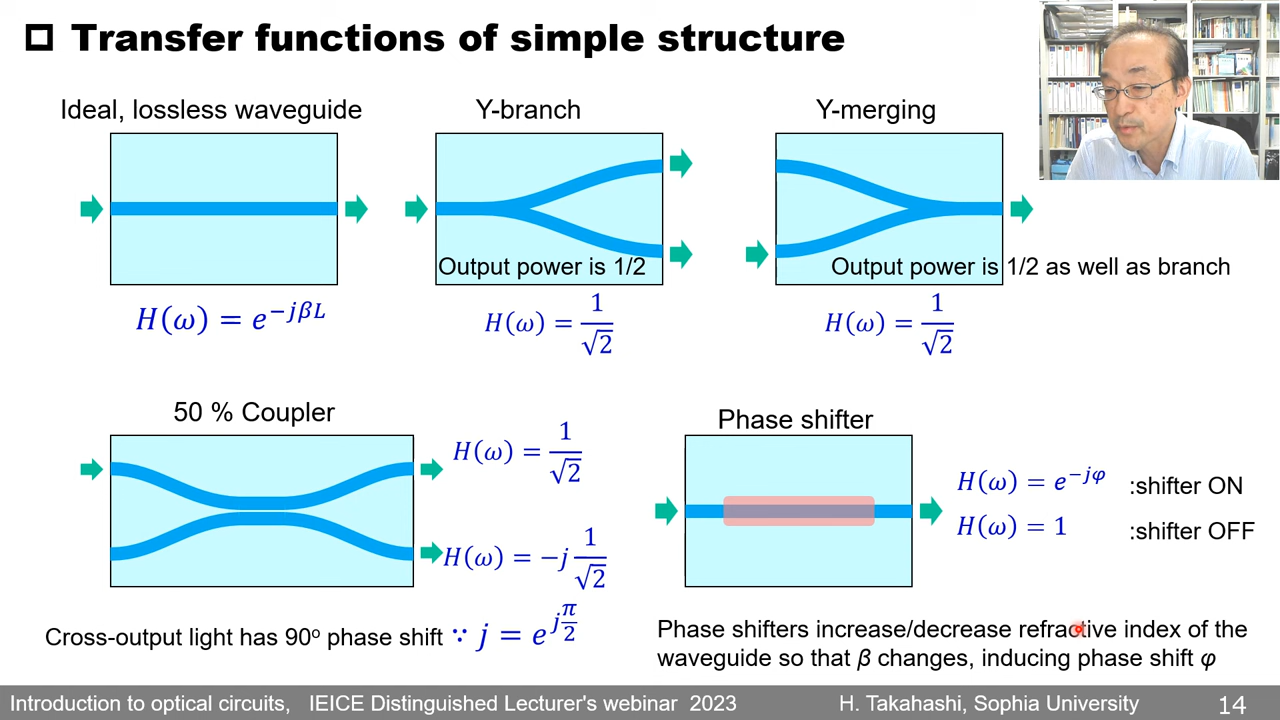 Transfer functions of simple structure
Ideal, lossless waveguide
Y-branch
Y-merging
Output power is 1/2
Output power is 1/2 as well as branch
H(ω) = e^{-jβL}
H(ω) = 1/√2
H(ω) = 1/√2
50 % Coupler
Phase shifter
H(ω) = 1/√2
H(ω) = -j 1/√2
H(ω) = e^{-jφ} :shifter ON
H(ω) = 1 :shifter OFF
Cross-output light has 90° phase shift ∵ j = e^{jπ/2}
Phase shifters increase/decrease refractive index of the
waveguide so that β changes, inducing phase shift φ
Introduction to optical circuits, IEICE Distinguished Lecturer's webinar 2023 H. Takahashi, Sophia University 14